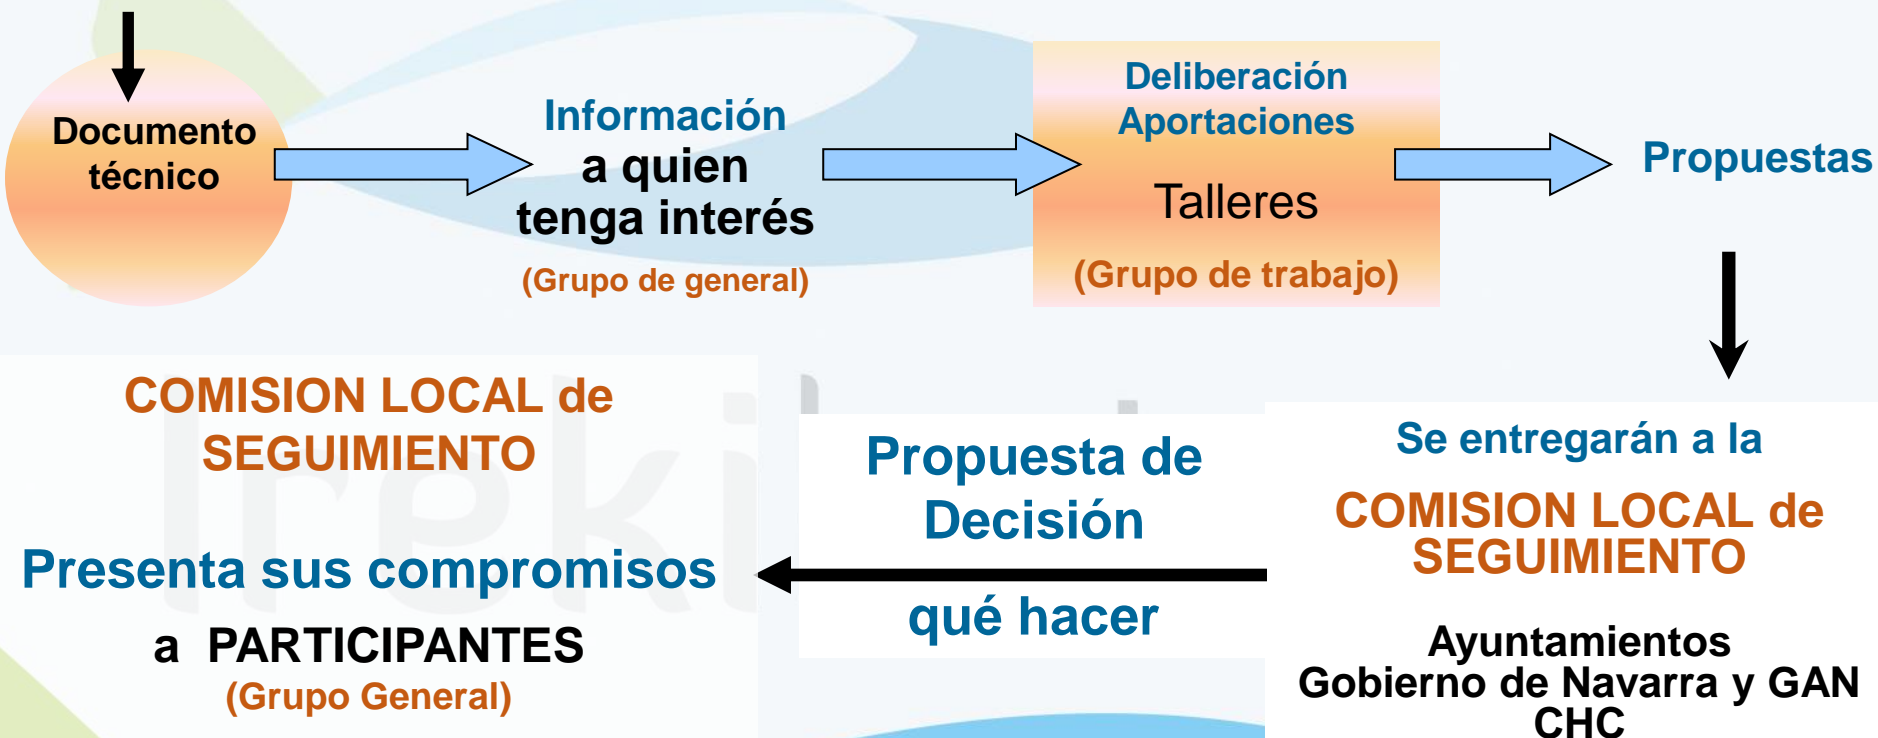 Documento
técnico
Información
a quien
tenga interés
(Grupo de general)
Deliberación
Aportaciones
Talleres
(Grupo de trabajo)
Propuestas
Se entregarán a la
COMISION LOCAL de
SEGUIMIENTO
Ayuntamientos
Gobierno de Navarra y GAN
CHC
Propuesta de
Decisión
qué hacer
COMISION LOCAL de
SEGUIMIENTO
Presenta sus compromisos
a PARTICIPANTES
(Grupo General)